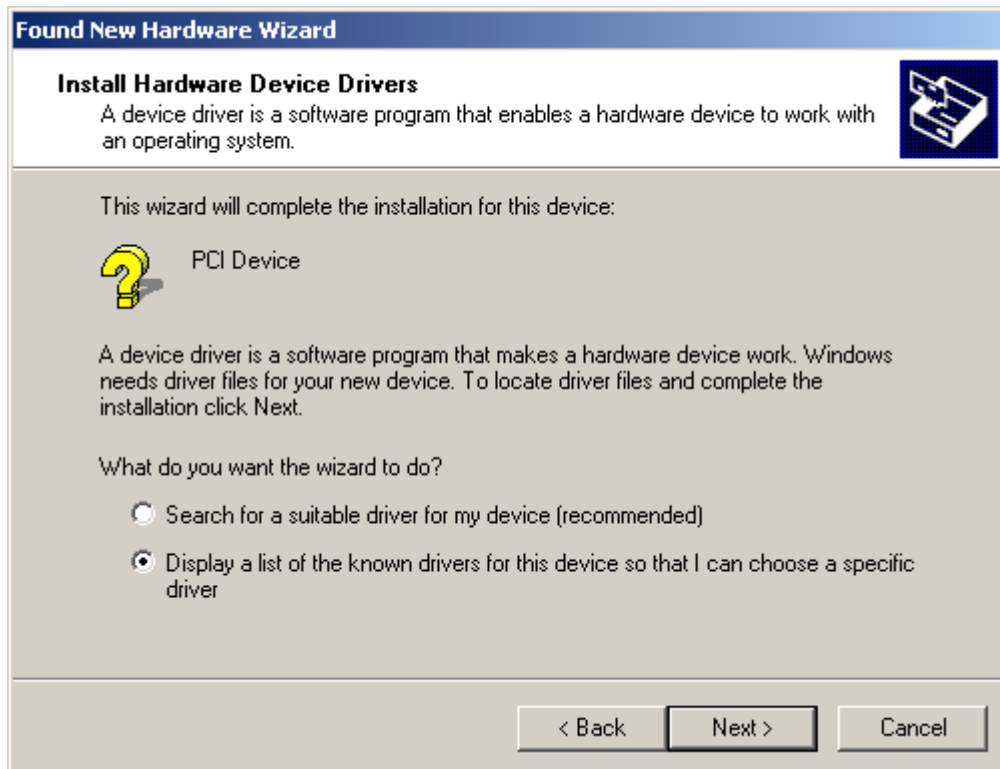 Found New Hardware Wizard
Install Hardware Device Drivers
A device driver is a software program that enables a hardware device to work with
an operating system.
This wizard will complete the installation for this device:
PCI Device
A device driver is a software program that makes a hardware device work. Windows
needs driver files for your new device. To locate driver files and complete the
installation click Next.
What do you want the wizard to do?
Search for a suitable driver for my device (recommended)
Display a list of the known drivers for this device so that I can choose a specific
driver
< Back Next > Cancel